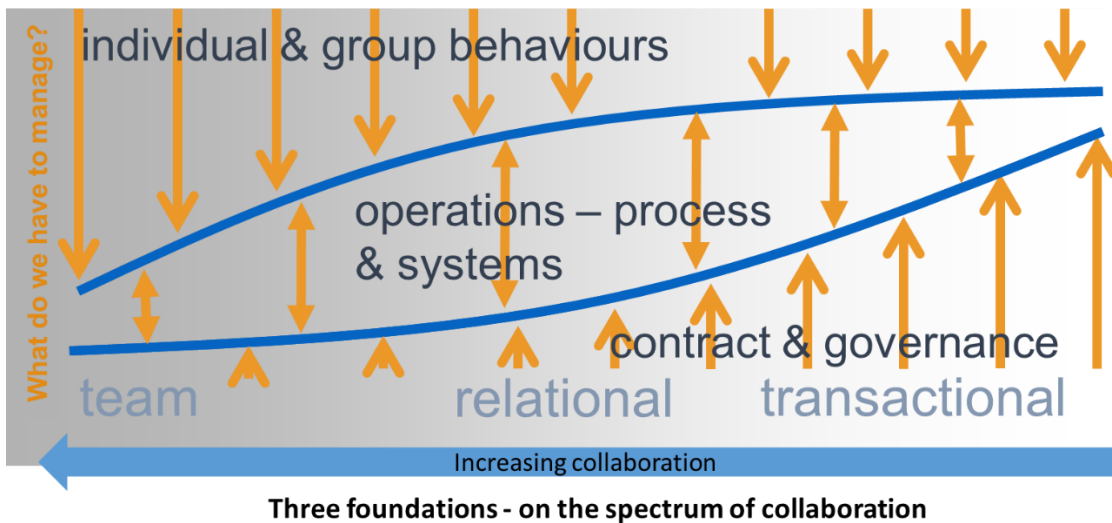 What do we have to manage?
individual & group behaviours
operations – process
& systems
contract & governance
team
relational
transactional
Increasing collaboration
Three foundations - on the spectrum of collaboration